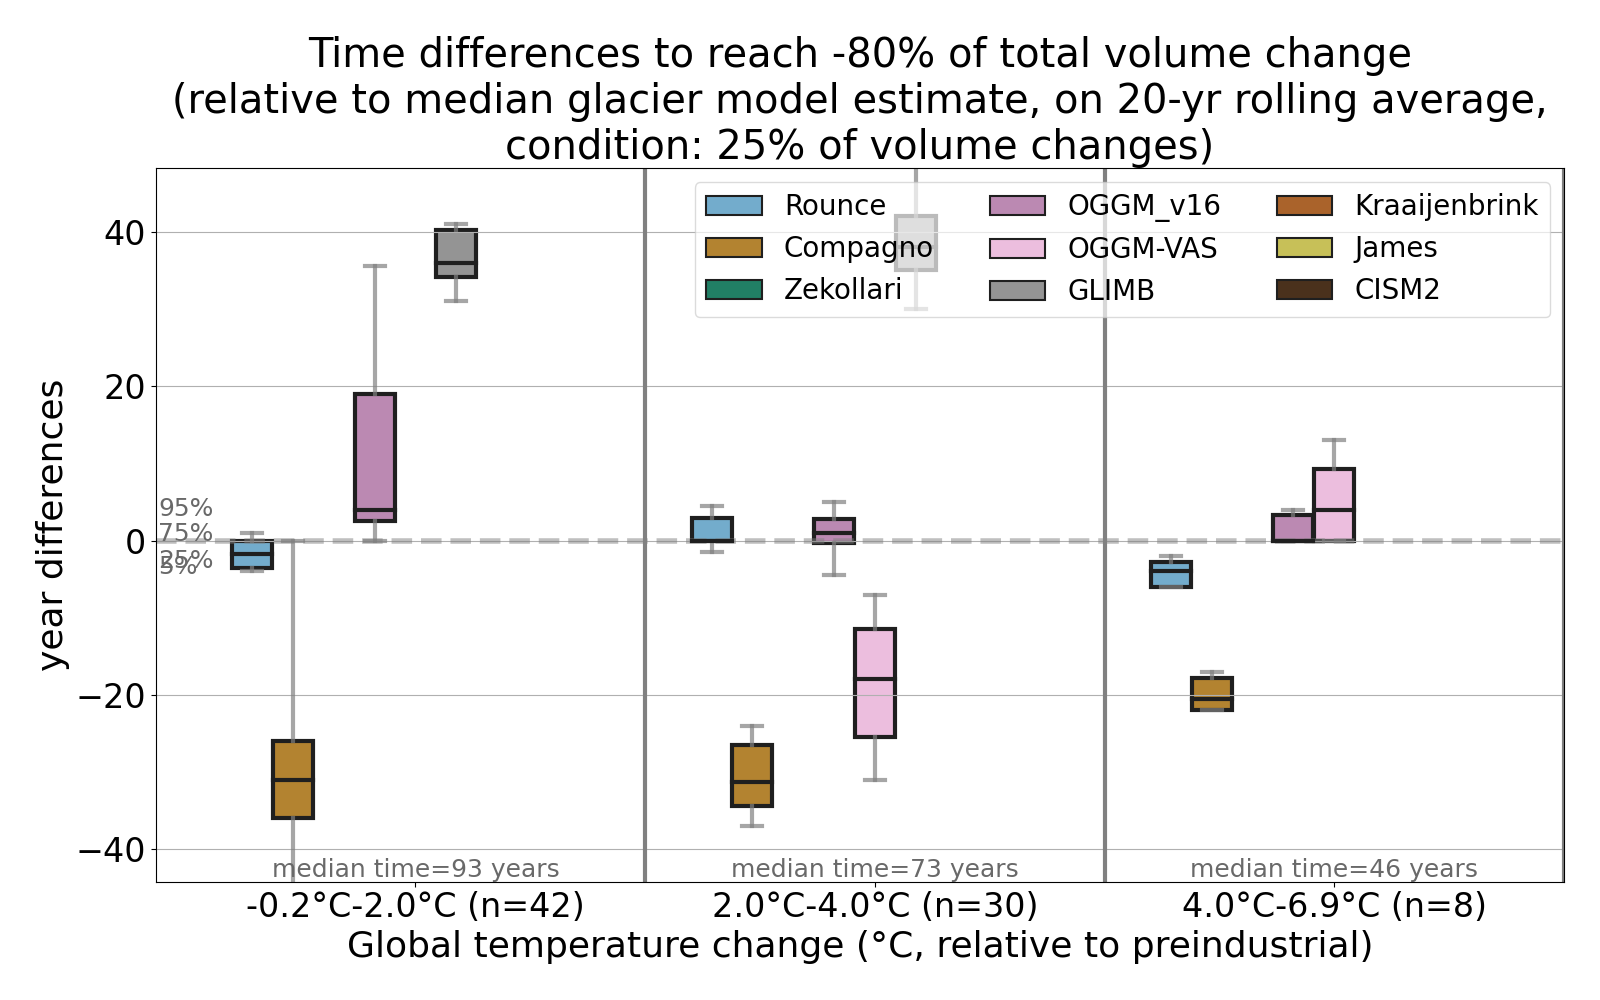 Time differences to reach -80% of total volume change
(relative to median glacier model estimate, on 20-yr rolling average,
condition: 25% of volume changes)
Rounce
Compagno
Zekollari
OGGM_v16
OGGM-VAS
GLIMB
Kraaijenbrink
James
CISM2
year differences
40
20
0
−20
−40
95%
75%
25%
5%
median time=93 years
median time=73 years
median time=46 years
-0.2°C-2.0°C (n=42)
2.0°C-4.0°C (n=30)
4.0°C-6.9°C (n=8)
Global temperature change (°C, relative to preindustrial)